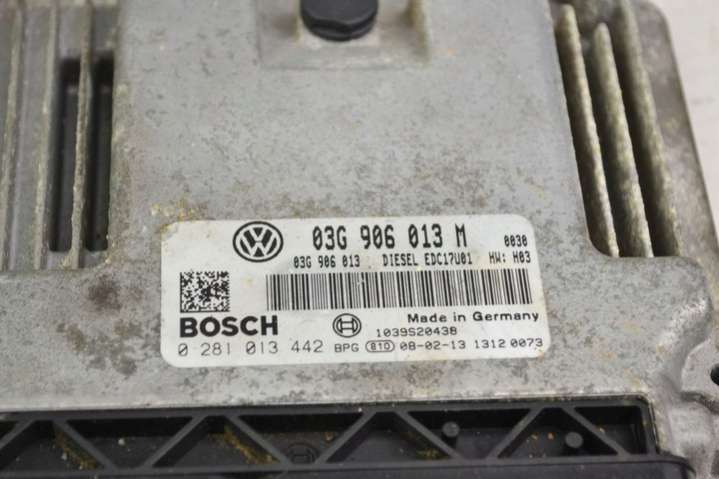 03G 906 013 M 0030
03G 906 013 DIESEL EDC17U01 HW: H03
BOSCH Made in Germany
1039S20438
0 281 013 442 BPG 810 08-02-13 1312 0073